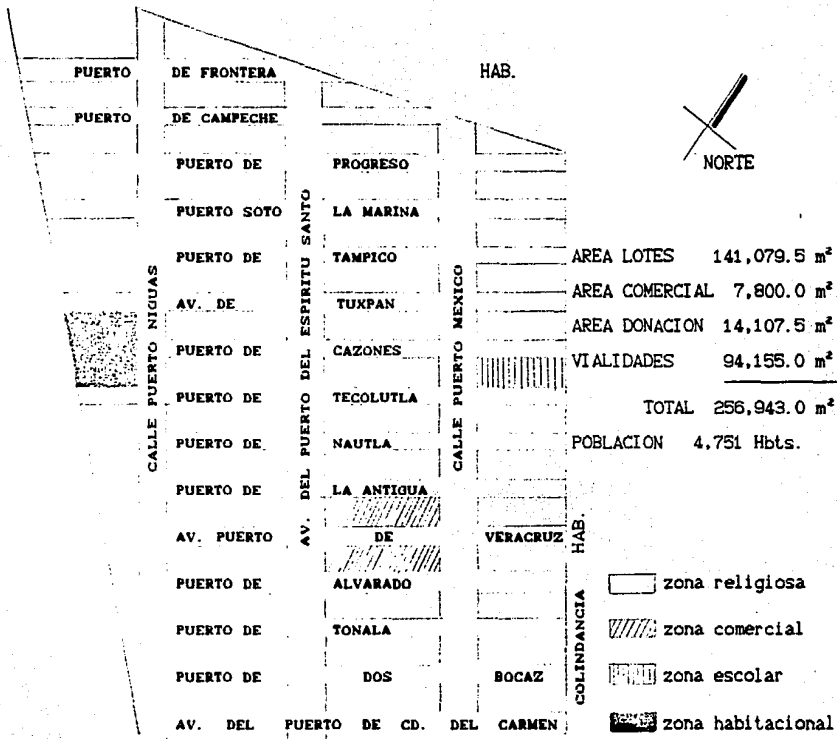 HAB.
PUERTO DE FRONTERA
PUERTO DE CAMPECHE
NORTE
PUERTO DE PROGRESO
PUERTO SOTO LA MARINA
PUERTO DE TAMPICO
AV. DE TUXPAN
PUERTO DE CAZONES
PUERTO DE TECOLUTLA
PUERTO DE NAUTLA
PUERTO DE LA ANTIGUA
AV. PUERTO DE VERACRUZ
PUERTO DE ALVARADO
PUERTO DE TONALA
PUERTO DE DOS BOCAZ
AV. DEL PUERTO DE CD. DEL CARMEN
CALLE PUERTO NIGUAS
AV. DEL PUERTO DEL ESPIRITU SANTO
CALLE PUERTO MEXICO
COLINDANCIA HAB.
AREA LOTES 141,079.5 m²
AREA COMERCIAL 7,800.0 m²
AREA DONACION 14,107.5 m²
VIALIDADES 94,155.0 m²
TOTAL 256,943.0 m²
POBLACION 4,751 Hbts.
zona religiosa
zona comercial
zona escolar
zona habitacional